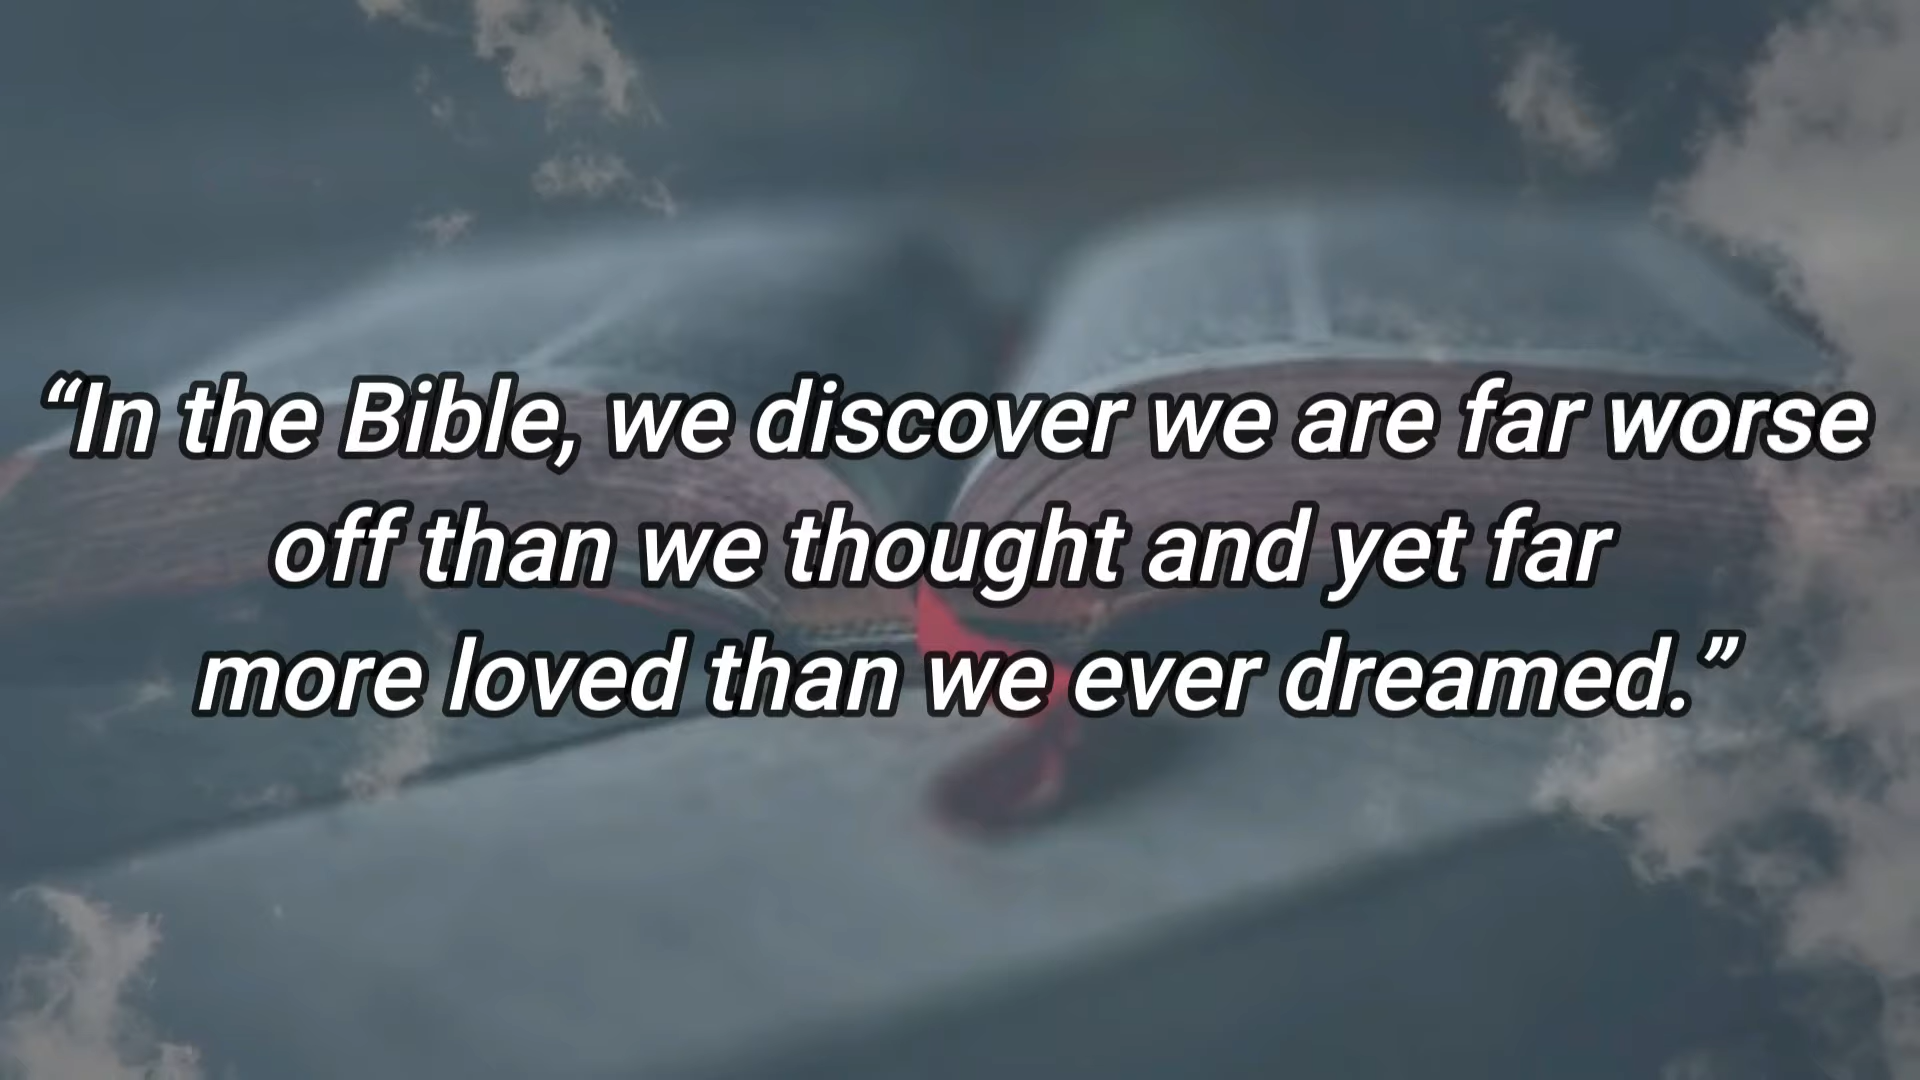 “In the Bible, we discover we are far worse
off than we thought and yet far
more loved than we ever dreamed.”